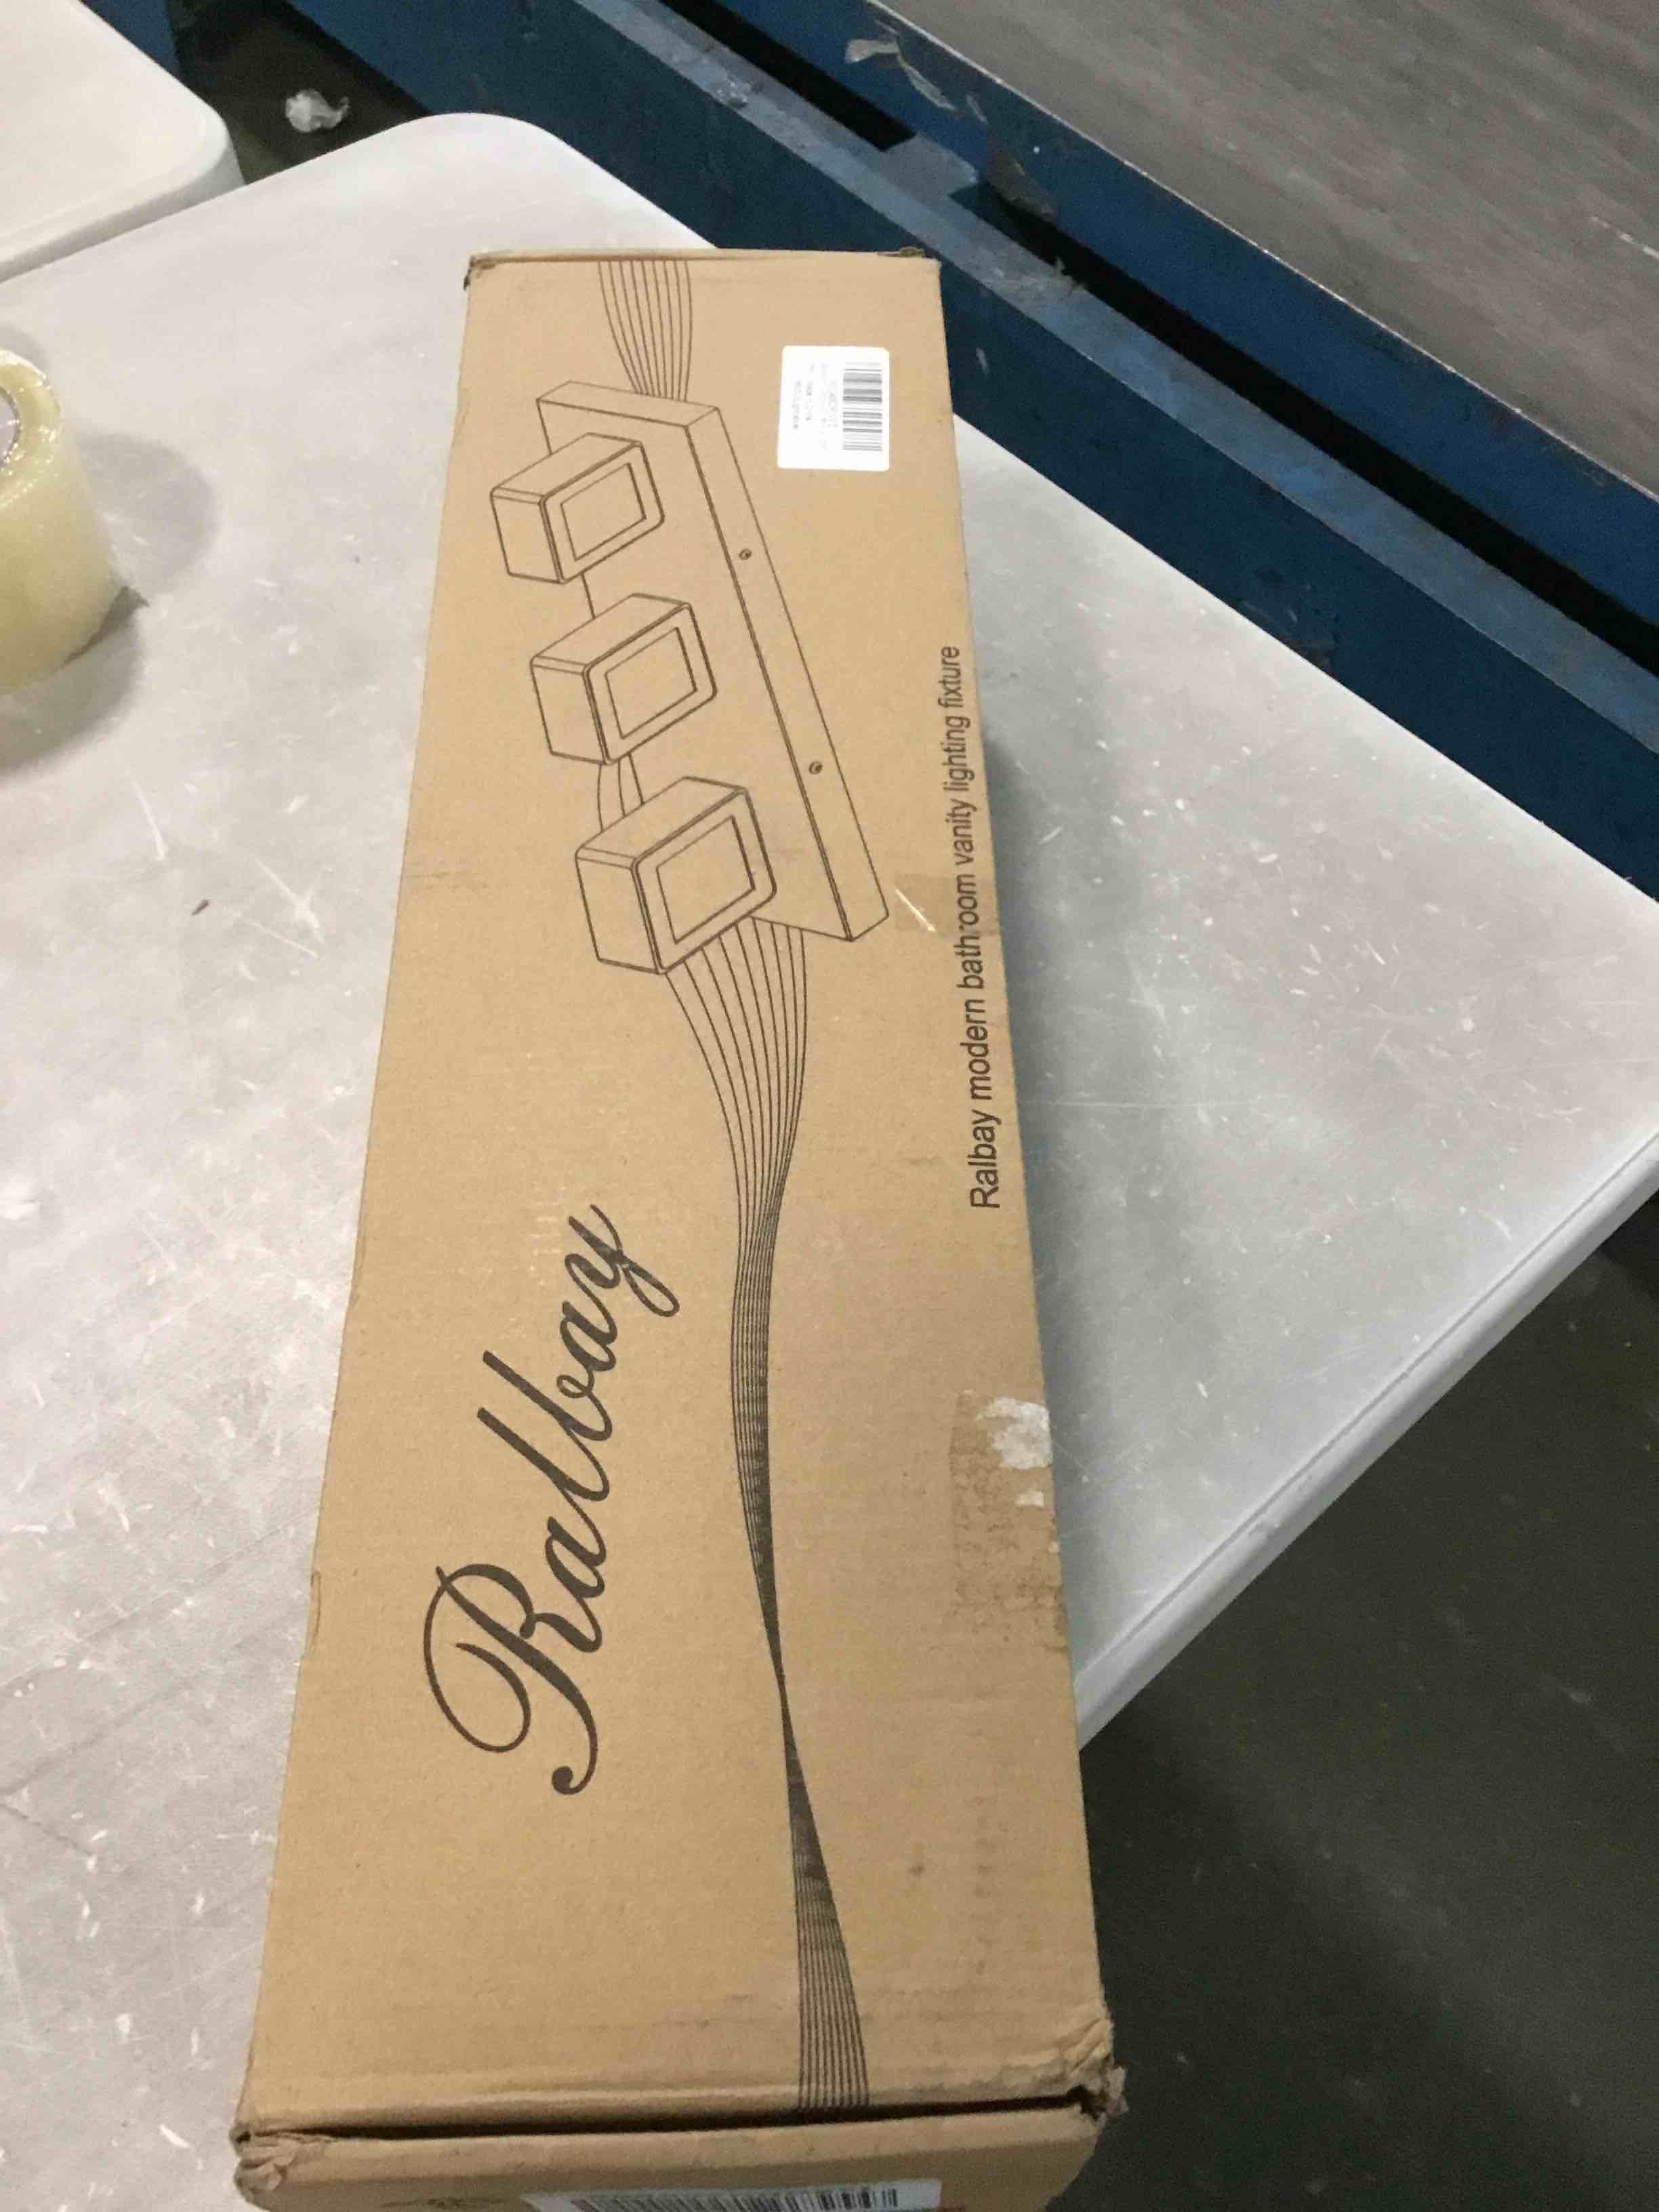 Ralbay
Ralbay modern bathroom vanity lighting fixture